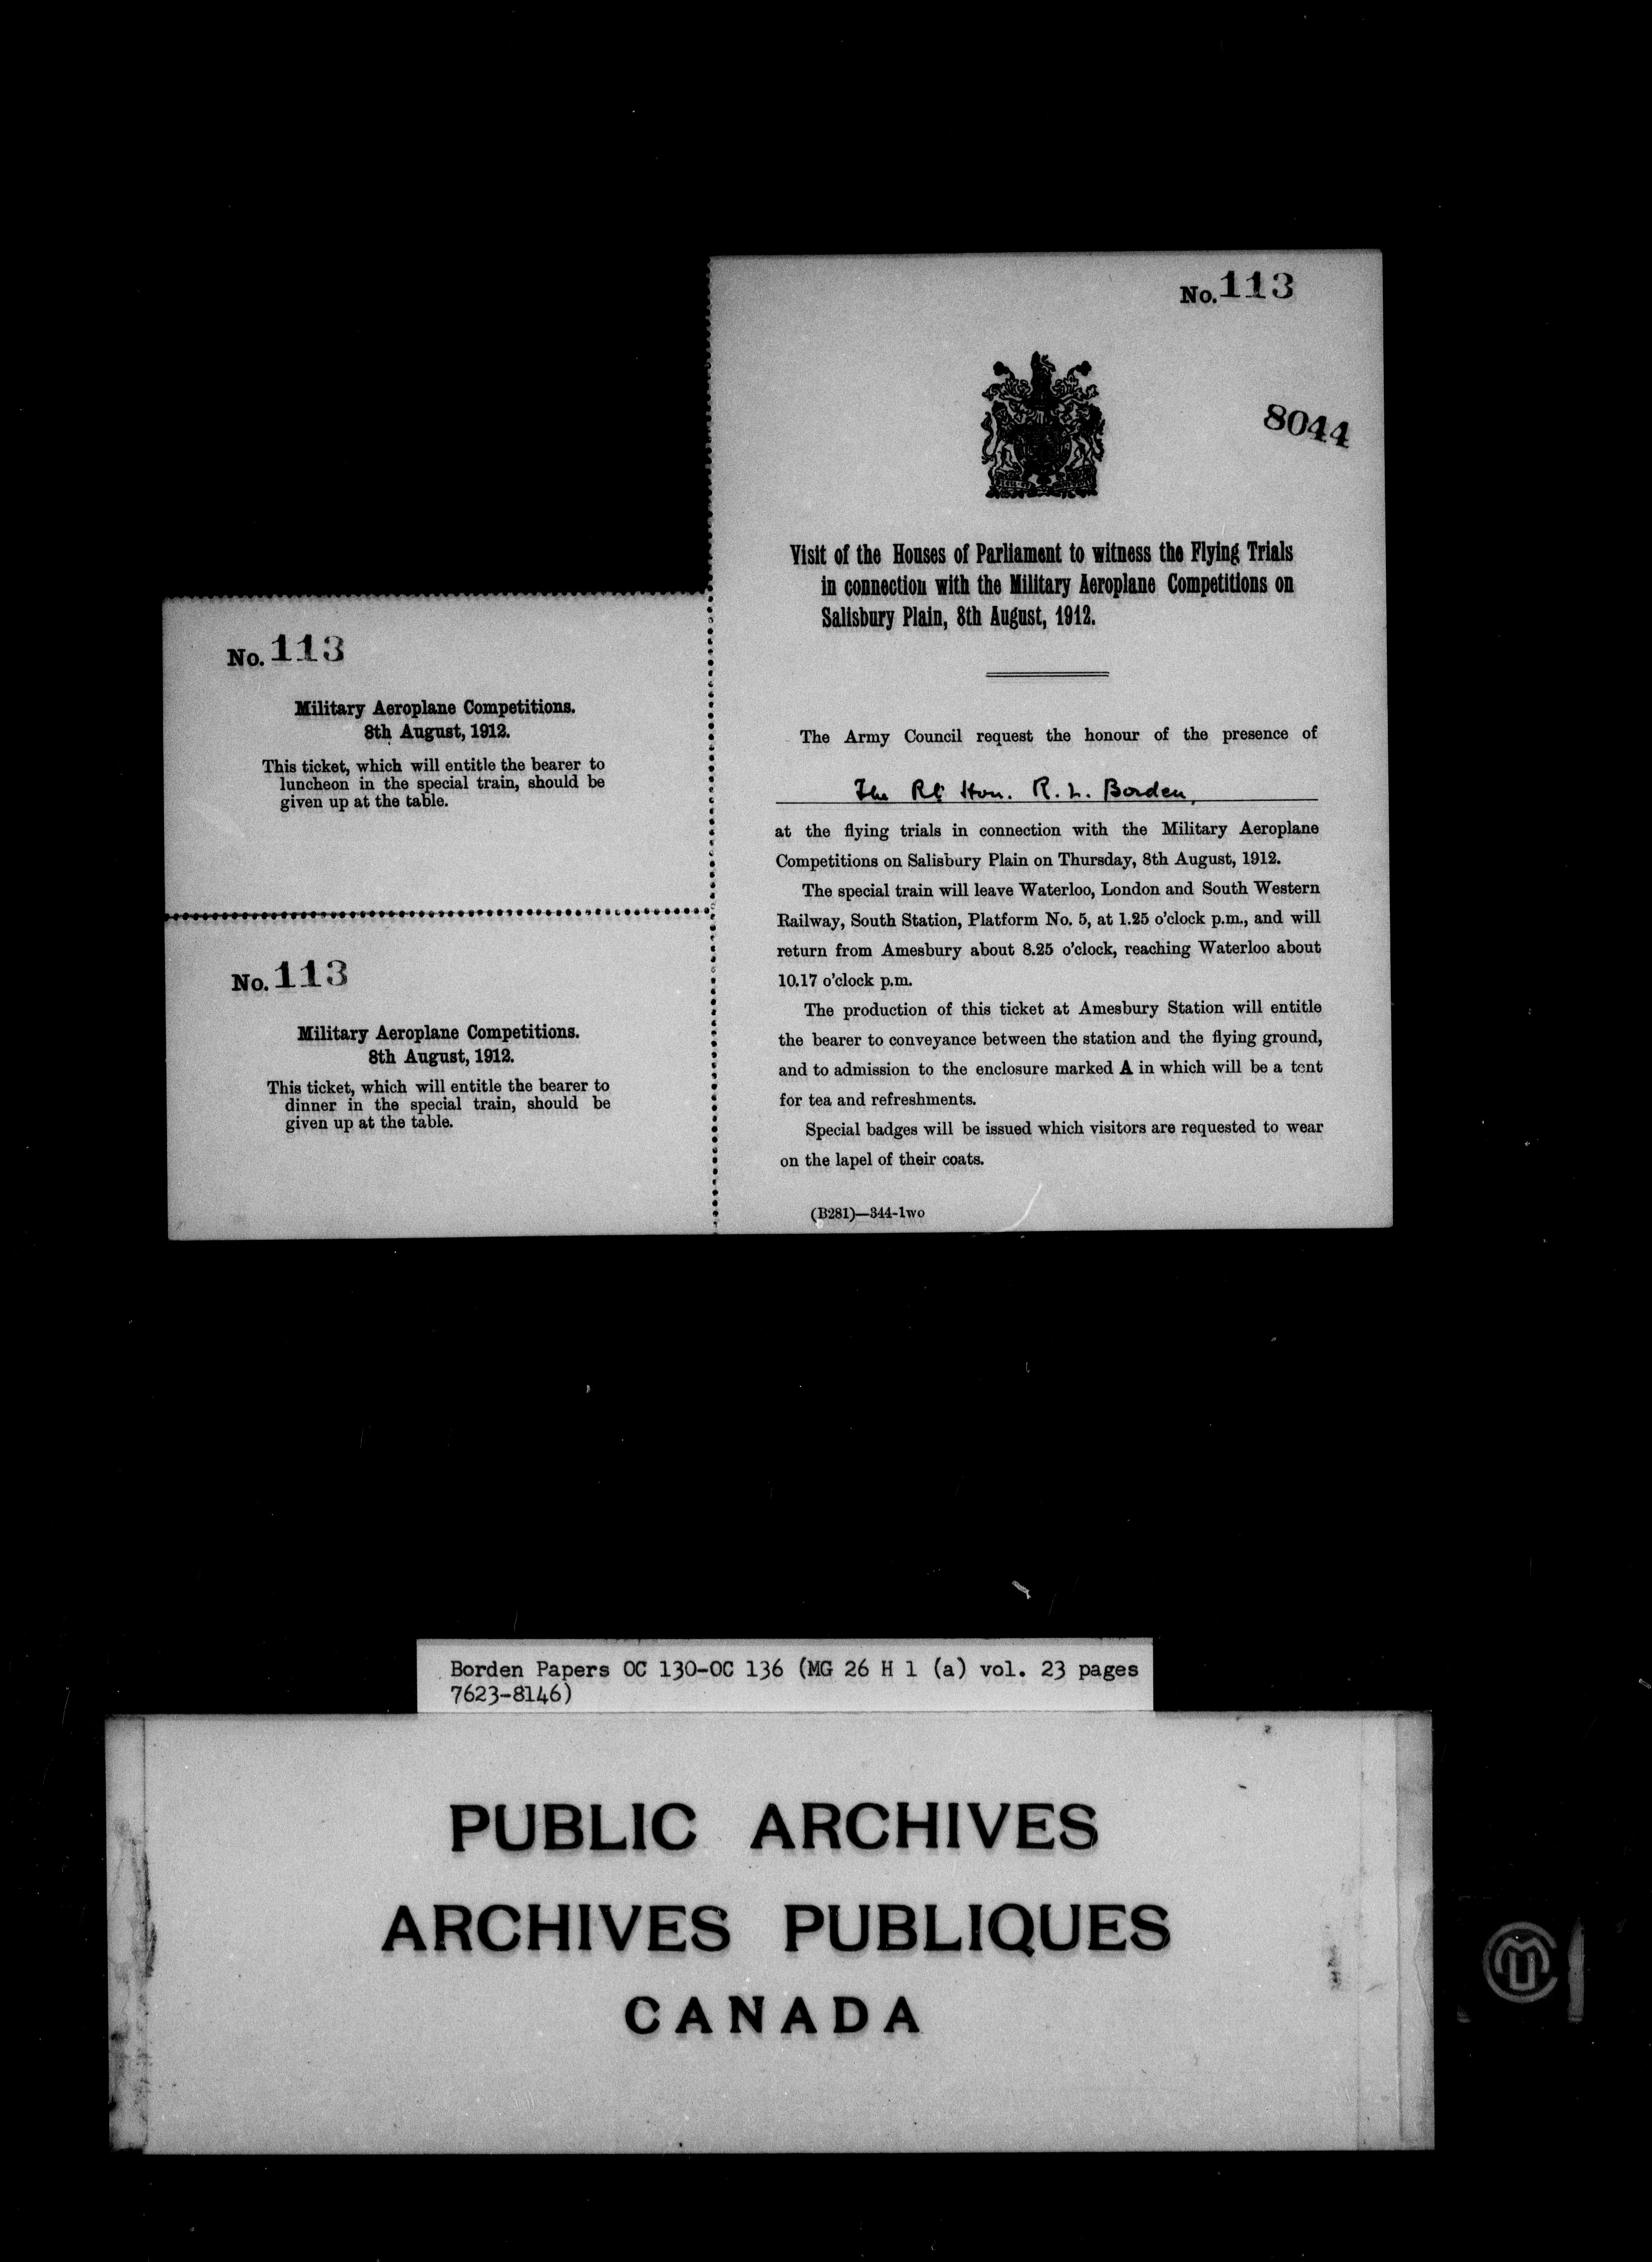 No. 113
8044
Visit of the Houses of Parliament to witness the Flying Trials
in connection with the Military Aeroplane Competitions on
Salisbury Plain, 8th August, 1912.
The Army Council request the honour of the presence of
The Rt. Hon. R. L. Borden,
at the flying trials in connection with the Military Aeroplane
Competitions on Salisbury Plain on Thursday, 8th August, 1912.
The special train will leave Waterloo, London and South Western
Railway, South Station, Platform No. 5, at 1.25 o'clock p.m., and will
return from Amesbury about 8.25 o'clock, reaching Waterloo about
10.17 o'clock p.m.
The production of this ticket at Amesbury Station will entitle
the bearer to conveyance between the station and the flying ground,
and to admission to the enclosure marked A in which will be a tent
for tea and refreshments.
Special badges will be issued which visitors are requested to wear
on the lapel of their coats.
(B281)—344-1wo
No. 113
Military Aeroplane Competitions.
8th August, 1912.
This ticket, which will entitle the bearer to
luncheon in the special train, should be
given up at the table.
No. 113
Military Aeroplane Competitions.
8th August, 1912.
This ticket, which will entitle the bearer to
dinner in the special train, should be
given up at the table.
Borden Papers OC 130-OC 136 (MG 26 H 1 (a) vol. 23 pages
7623-8146)
PUBLIC ARCHIVES
ARCHIVES PUBLIQUES
CANADA